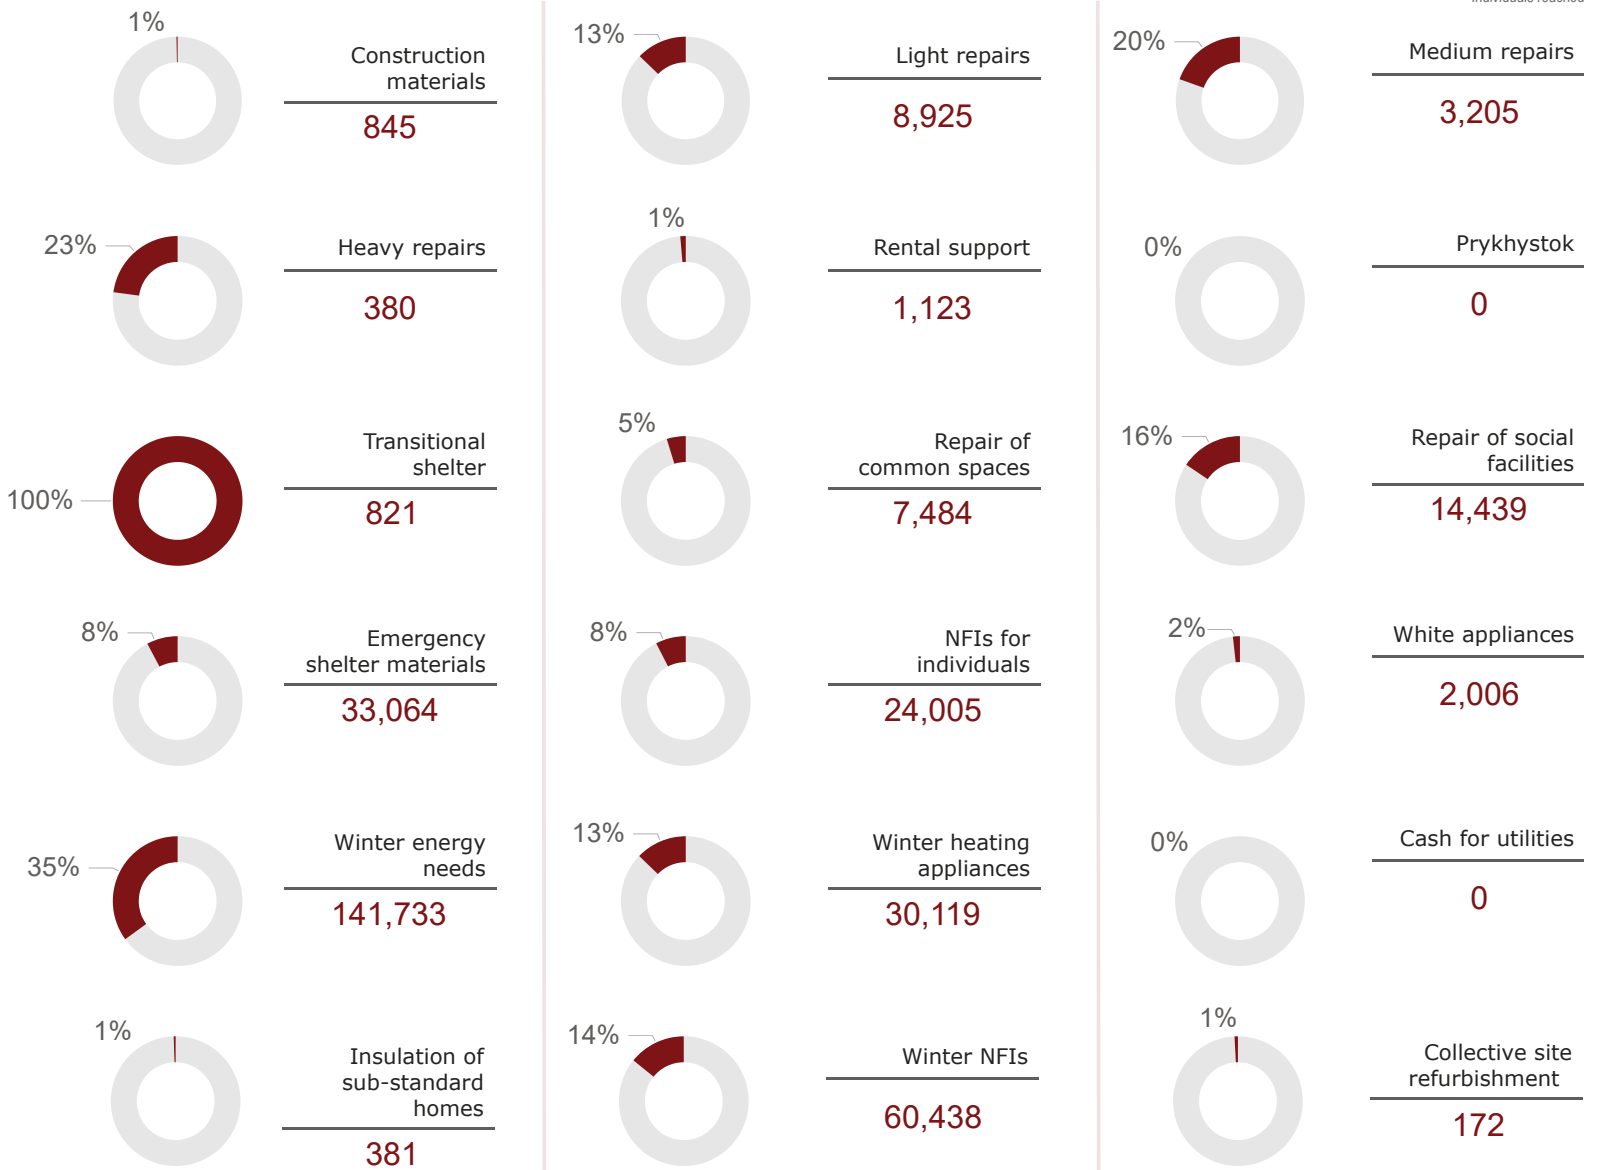 Individuals reached
1%
Construction
materials
845
13%
Light repairs
8,925
20%
Medium repairs
3,205
23%
Heavy repairs
380
1%
Rental support
1,123
0%
Prykhystok
0
100%
Transitional
shelter
821
5%
Repair of
common spaces
7,484
16%
Repair of social
facilities
14,439
8%
Emergency
shelter materials
33,064
8%
NFIs for
individuals
24,005
2%
White appliances
2,006
35%
Winter energy
needs
141,733
13%
Winter heating
appliances
30,119
0%
Cash for utilities
0
1%
Insulation of
sub-standard
homes
381
14%
Winter NFIs
60,438
1%
Collective site
refurbishment
172